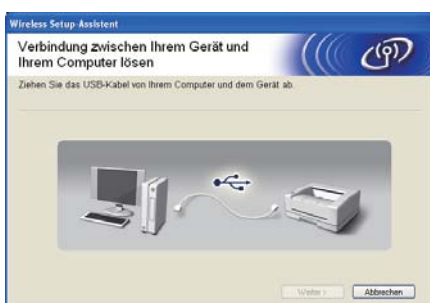 Wireless Setup-Assistent
Verbindung zwischen Ihrem Gerät und
Ihrem Computer lösen
Ziehen Sie das USB-Kabel von Ihrem Computer und dem Gerät ab.
Weiter >
Abbrechen